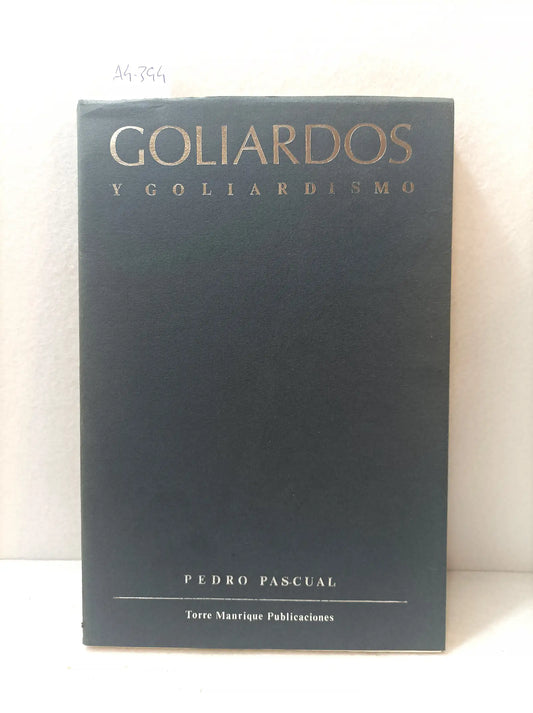 A4-394
GOLIARDOS
Y GOLIARDISMO
PEDRO PASCUAL
Torre Manrique Publicaciones